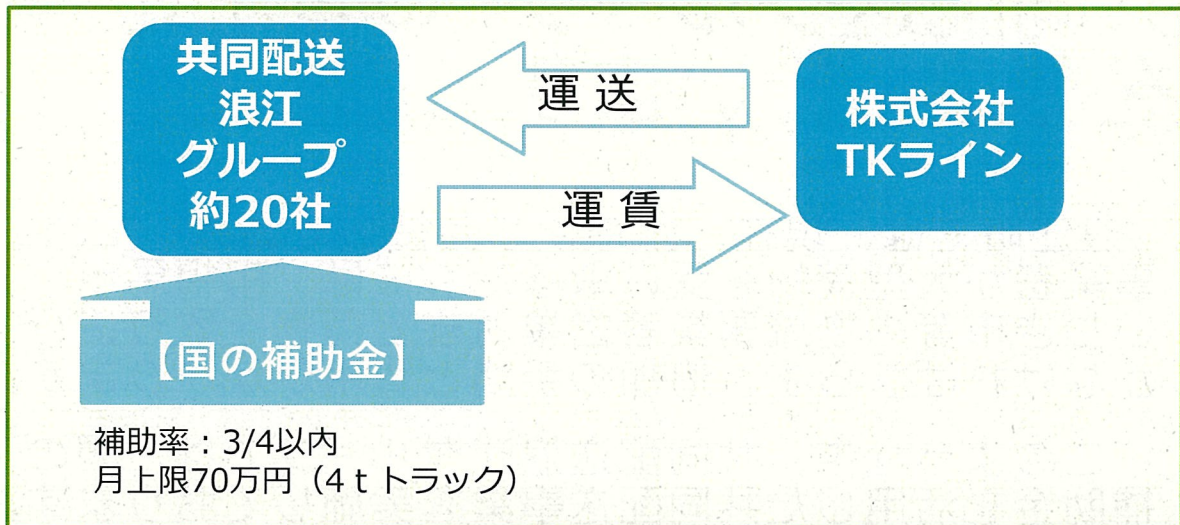 共同配送
浪江
グループ
約20社
運 送
運 賃
株式会社
TKライン
【国の補助金】
補助率：3/4以内
月上限70万円（4ｔトラック）